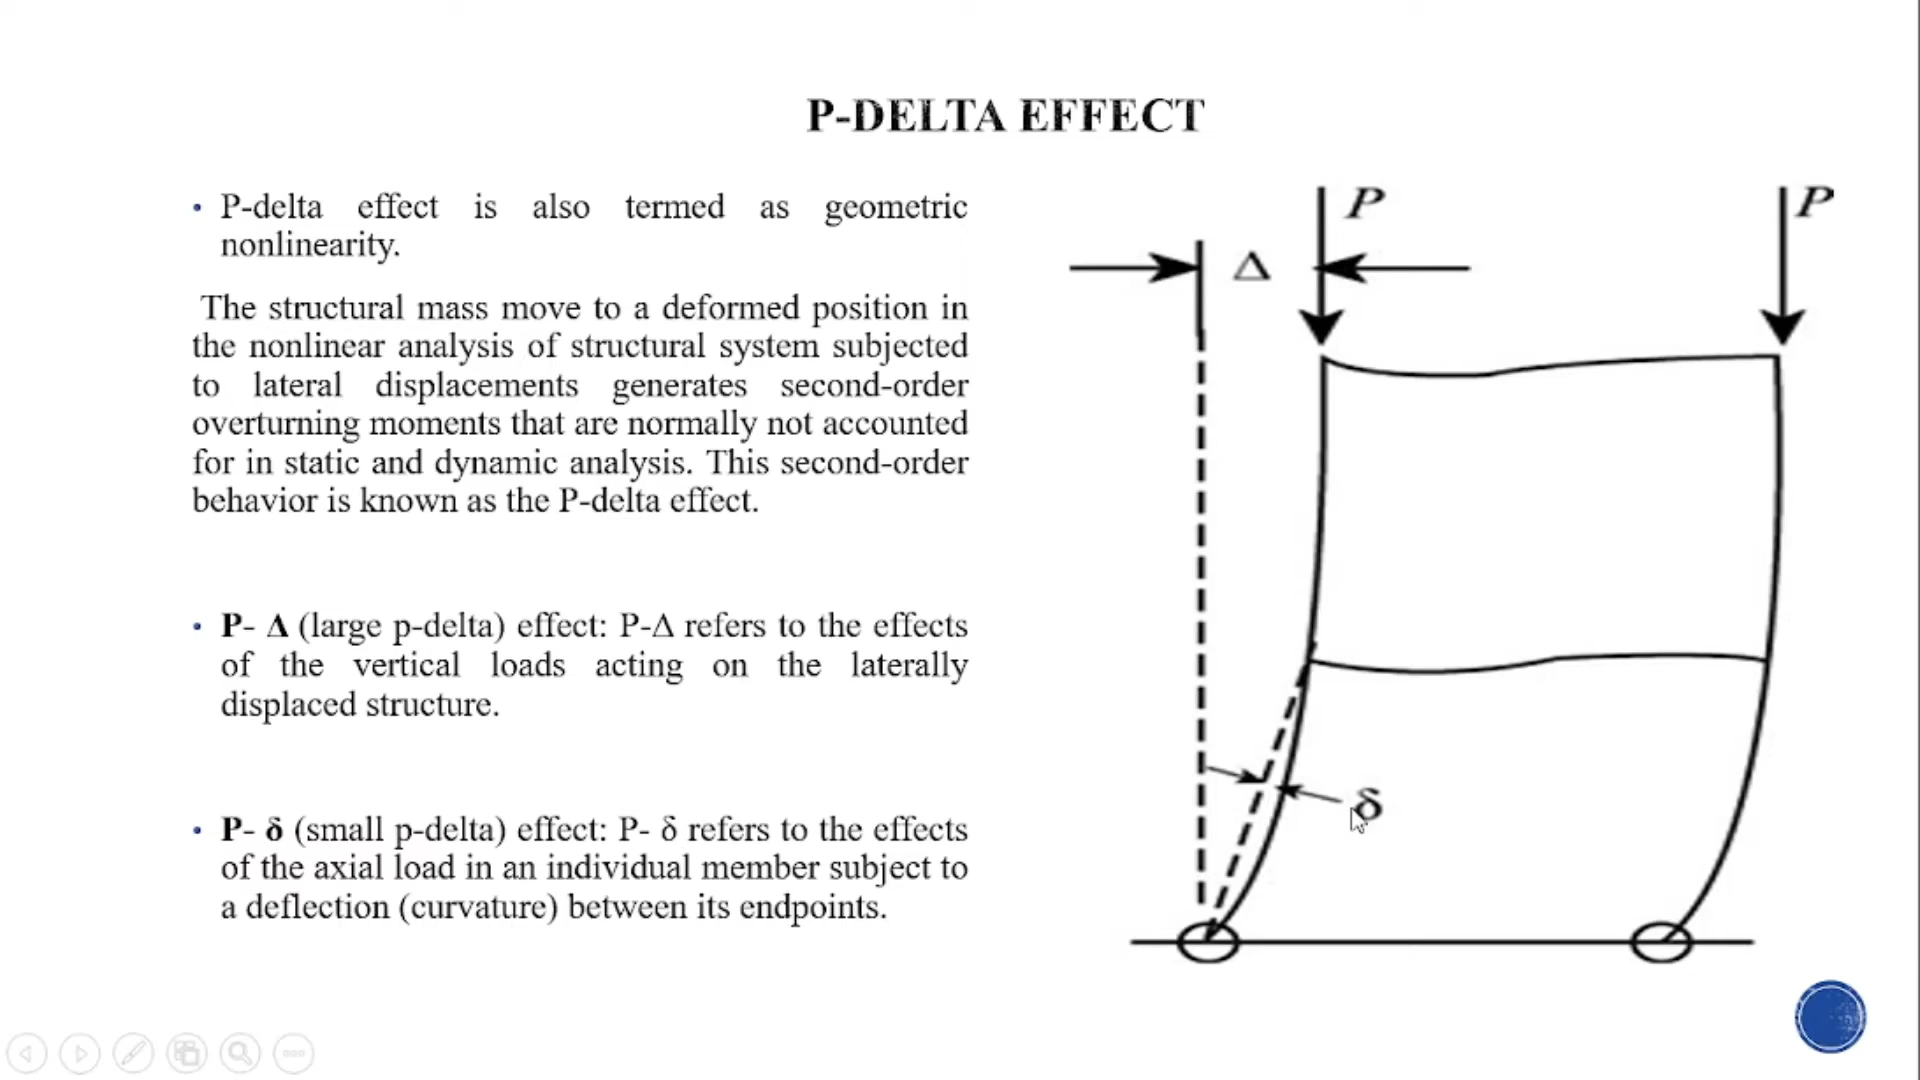 P-DELTA EFFECT
• P-delta effect is also termed as geometric
nonlinearity.
The structural mass move to a deformed position in
the nonlinear analysis of structural system subjected
to lateral displacements generates second-order
overturning moments that are normally not accounted
for in static and dynamic analysis. This second-order
behavior is known as the P-delta effect.
• P- Δ (large p-delta) effect: P-Δ refers to the effects
of the vertical loads acting on the laterally
displaced structure.
• P- δ (small p-delta) effect: P- δ refers to the effects
of the axial load in an individual member subject to
a deflection (curvature) between its endpoints.
P
P
Δ
δ